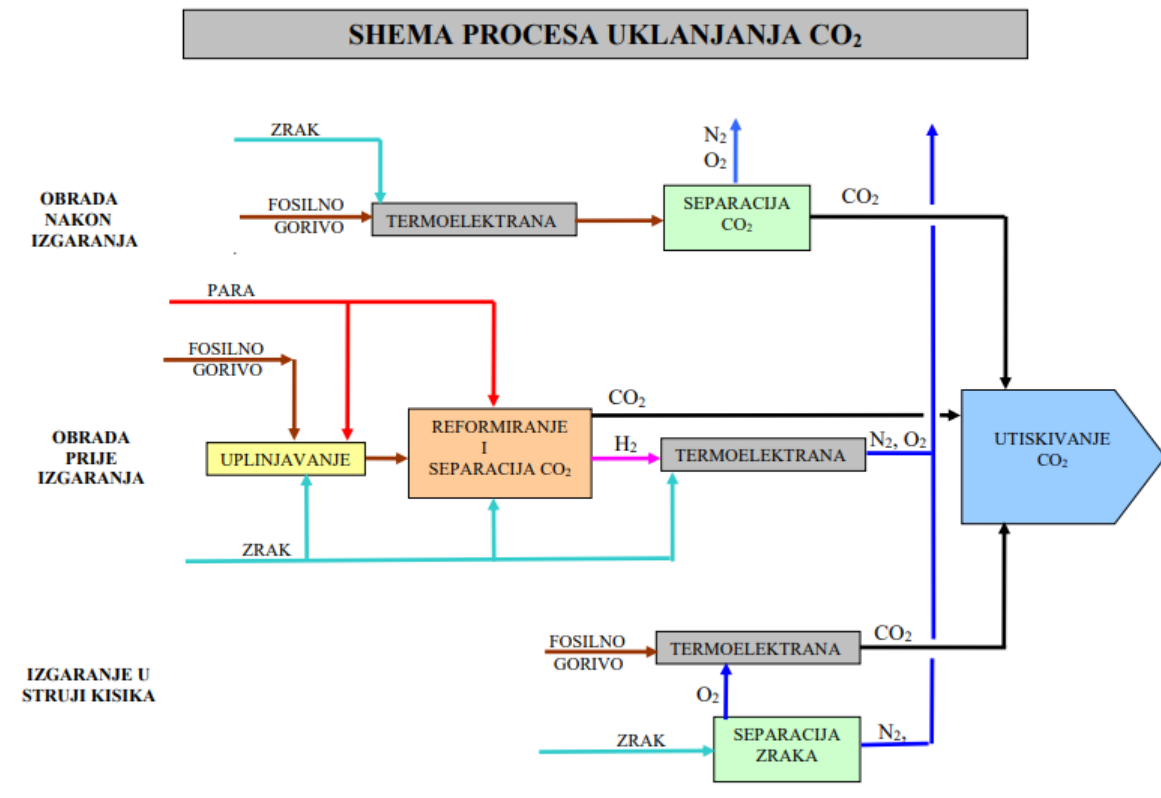 SHEMA PROCESA UKLANJANJA CO₂
ZRAK
N₂
O₂
OBRADA
NAKON
IZGARANJA
FOSILNO
GORIVO
TERMOELEKTRANA
SEPARACIJA
CO₂
CO₂
PARA
FOSILNO
GORIVO
OBRADA
PRIJE
IZGARANJA
UPLINJAVANJE
REFORMIRANJE
I
SEPARACIJA CO₂
CO₂
H₂
TERMOELEKTRANA
N₂, O₂
UTISKIVANJE
CO₂
ZRAK
IZGARANJE U
STRUJI KISIKA
FOSILNO
GORIVO
TERMOELEKTRANA
CO₂
O₂
ZRAK
SEPARACIJA
ZRAKA
N₂,